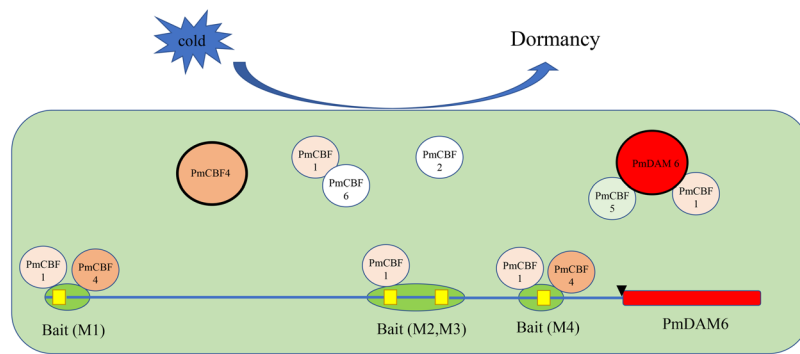 cold
Dormancy
PmCBF4
PmCBF
1
PmCBF
6
PmCBF
2
PmDAM 6
PmCBF
5
PmCBF
1
PmCBF
1
PmCBF
4
PmCBF
1
PmCBF
1
PmCBF
4
Bait (M1)
Bait (M2,M3)
Bait (M4)
PmDAM6